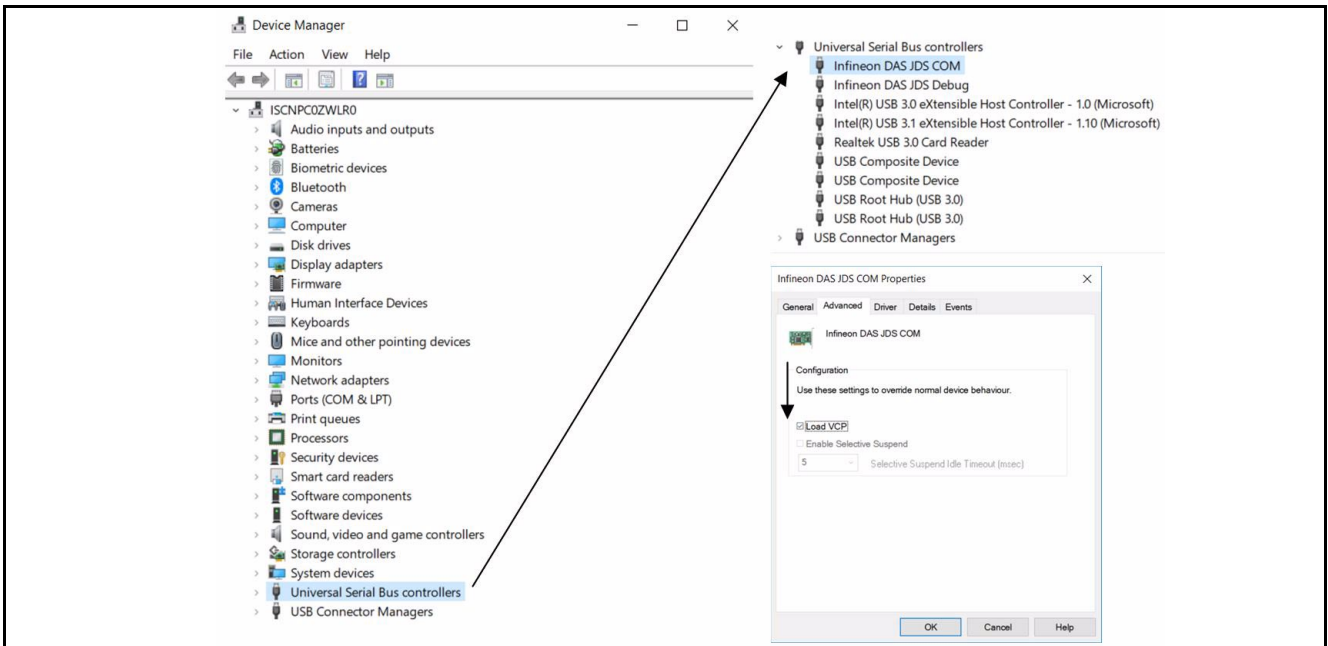 Device Manager
File Action View Help
ISCNPC0ZWLR0
Audio inputs and outputs
Batteries
Biometric devices
Bluetooth
Cameras
Computer
Disk drives
Display adapters
Firmware
Human Interface Devices
Keyboards
Mice and other pointing devices
Monitors
Network adapters
Ports (COM & LPT)
Print queues
Processors
Security devices
Smart card readers
Software components
Software devices
Sound, video and game controllers
Storage controllers
System devices
Universal Serial Bus controllers
USB Connector Managers
Universal Serial Bus controllers
Infineon DAS JDS COM
Infineon DAS JDS Debug
Intel(R) USB 3.0 eXtensible Host Controller - 1.0 (Microsoft)
Intel(R) USB 3.1 eXtensible Host Controller - 1.10 (Microsoft)
Realtek USB 3.0 Card Reader
USB Composite Device
USB Composite Device
USB Root Hub (USB 3.0)
USB Root Hub (USB 3.0)
USB Connector Managers
Infineon DAS JDS COM Properties
General Advanced Driver Details Events
Infineon DAS JDS COM
Configuration
Use these settings to override normal device behaviour.
Load VCP
Enable Selective Suspend
5 Selective Suspend Idle Timeout (msec)
OK Cancel Help